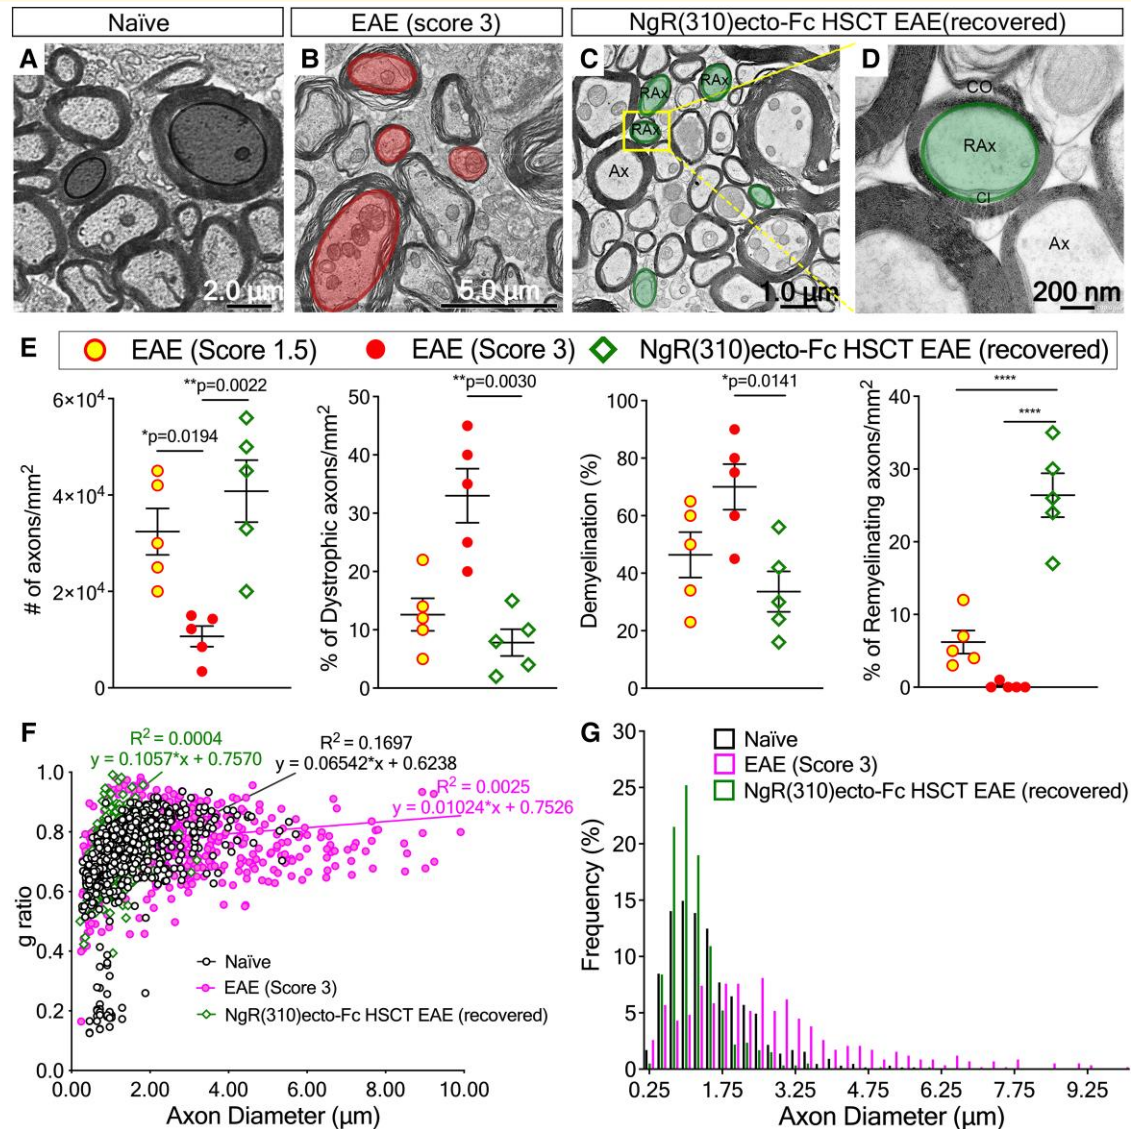 Naïve
EAE (score 3)
NgR(310)ecto-Fc HSCT EAE(recovered)
A
2.0 µm
B
5.0 µm
C
RAx
RAx
RAx
Ax
1.0 µm
D
CO
RAx
CI
Ax
200 nm
E
EAE (Score 1.5)
EAE (Score 3)
NgR(310)ecto-Fc HSCT EAE (recovered)
# of axons/mm²
6×10⁴
4×10⁴
2×10⁴
0
**p=0.0022
*p=0.0194
% of Dystrophic axons/mm²
50
40
30
20
10
0
**p=0.0030
Demyelination (%)
100
80
60
40
20
0
*p=0.0141
% of Remyelinating axons/mm²
40
30
20
10
0
****
****
F
R² = 0.0004
y = 0.1057*x + 0.7570
R² = 0.1697
y = 0.06542*x + 0.6238
R² = 0.0025
y = 0.01024*x + 0.7526
g ratio
1.0
0.8
0.6
0.4
0.2
0.0
Naïve
EAE (Score 3)
NgR(310)ecto-Fc HSCT EAE (recovered)
0.00 2.00 4.00 6.00 8.00 10.00
Axon Diameter (µm)
G
Frequency (%)
30
25
20
15
10
5
0
Naïve
EAE (Score 3)
NgR(310)ecto-Fc HSCT EAE (recovered)
0.25 1.75 3.25 4.75 6.25 7.75 9.25
Axon Diameter (µm)